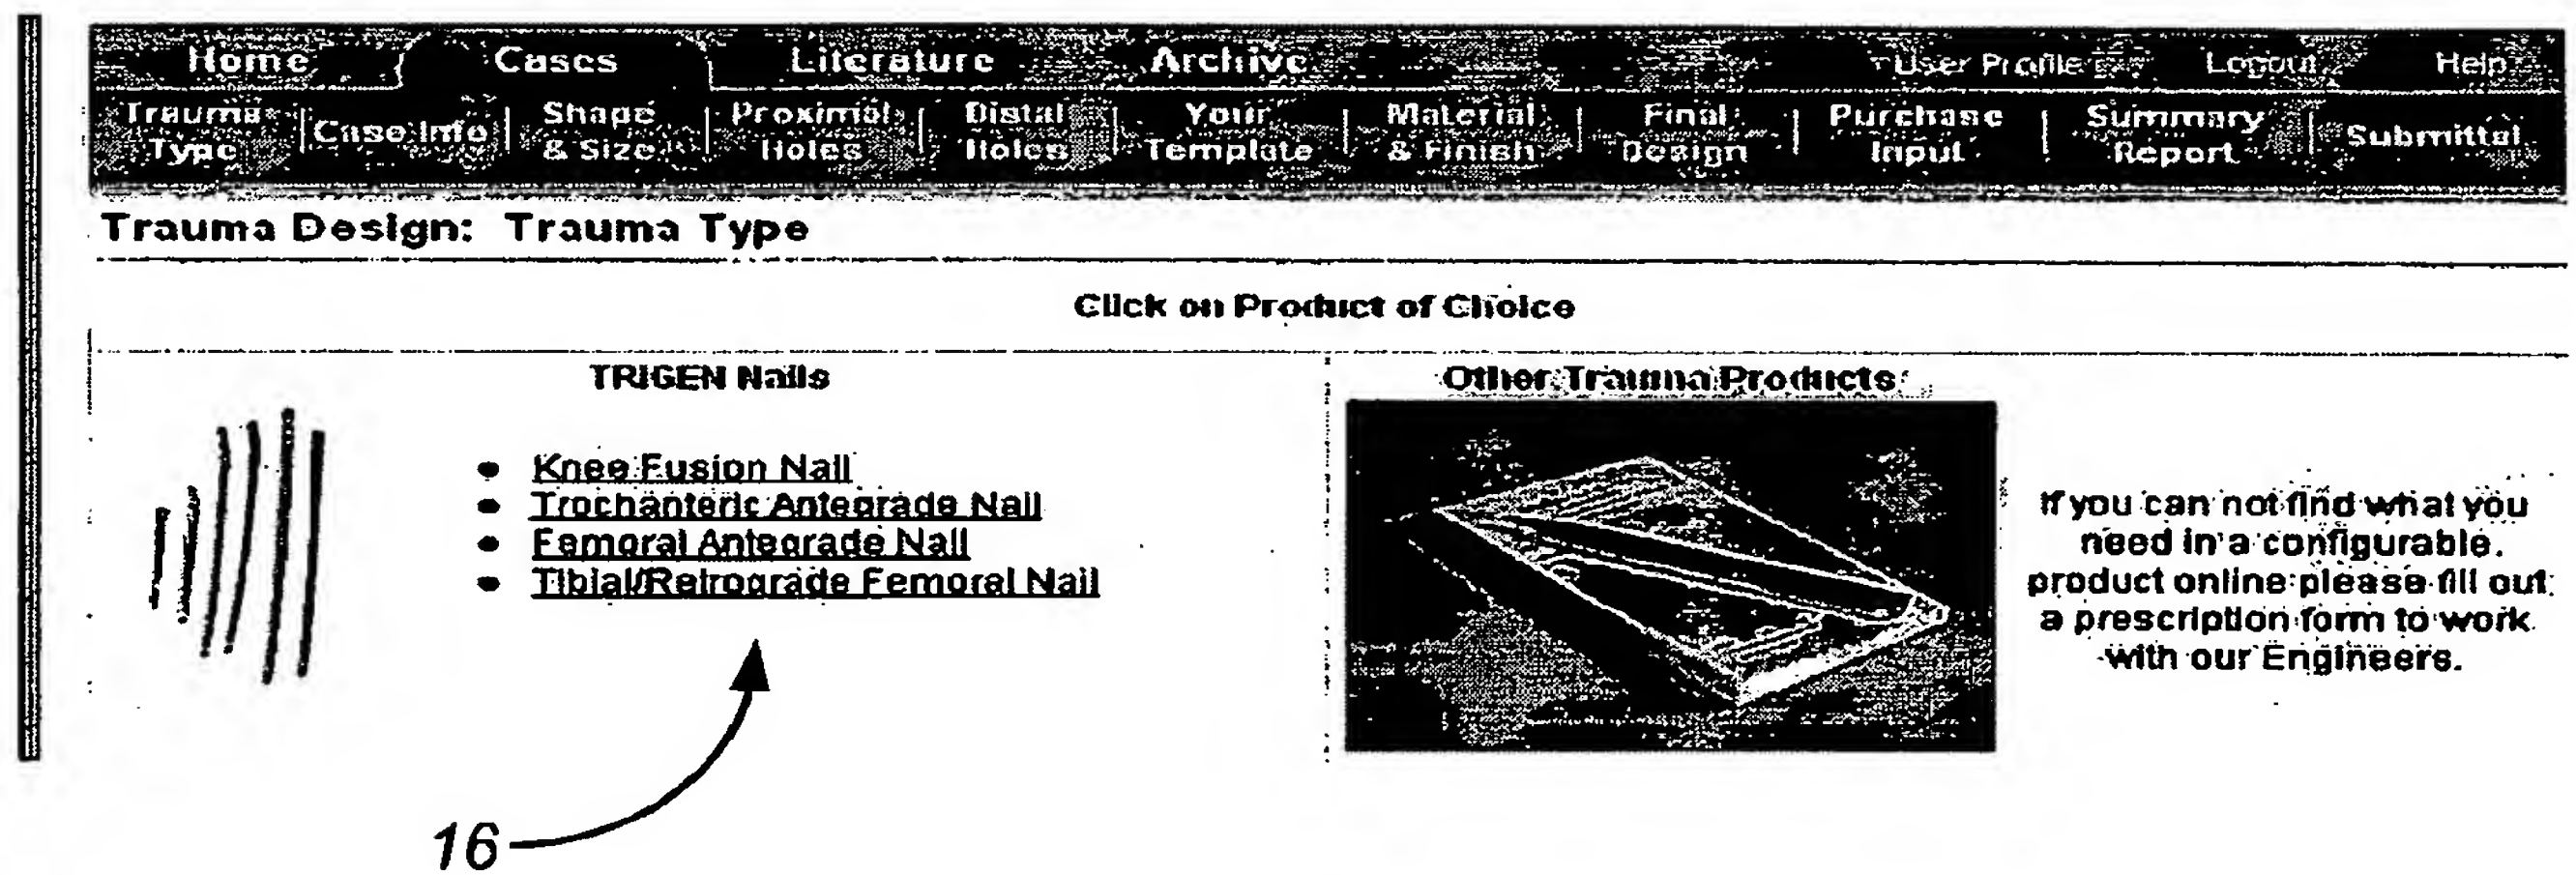 Home Cases Literature Archive User Profile Logout Help
Trauma Type | Case Info | Shape & Size | Proximal Holes | Distal Holes | Your Template | Material & Finish | Final Design | Purchase Input | Summary Report | Submittal
Trauma Design: Trauma Type
Click on Product of Choice
TRIGEN Nails
• Knee Fusion Nail
• Trochanteric Antegrade Nail
• Femoral Antegrade Nail
• Tibial/Retrograde Femoral Nail
16
Other Trauma Products
If you can not find what you
need in a configurable
product online please fill out
a prescription form to work
with our Engineers.